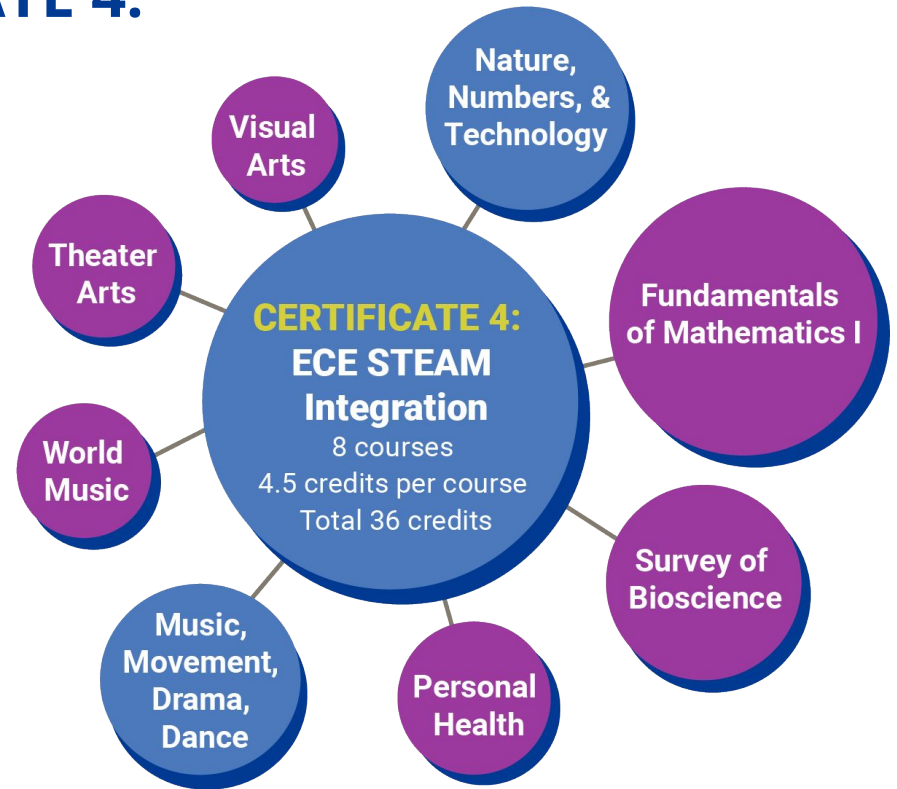 4:
Nature,
Numbers, &
Technology
Visual
Arts
Theater
Arts
Fundamentals
of Mathematics I
CERTIFICATE 4:
ECE STEAM
Integration
8 courses
4.5 credits per course
Total 36 credits
World
Music
Survey of
Bioscience
Music,
Movement,
Drama,
Dance
Personal
Health